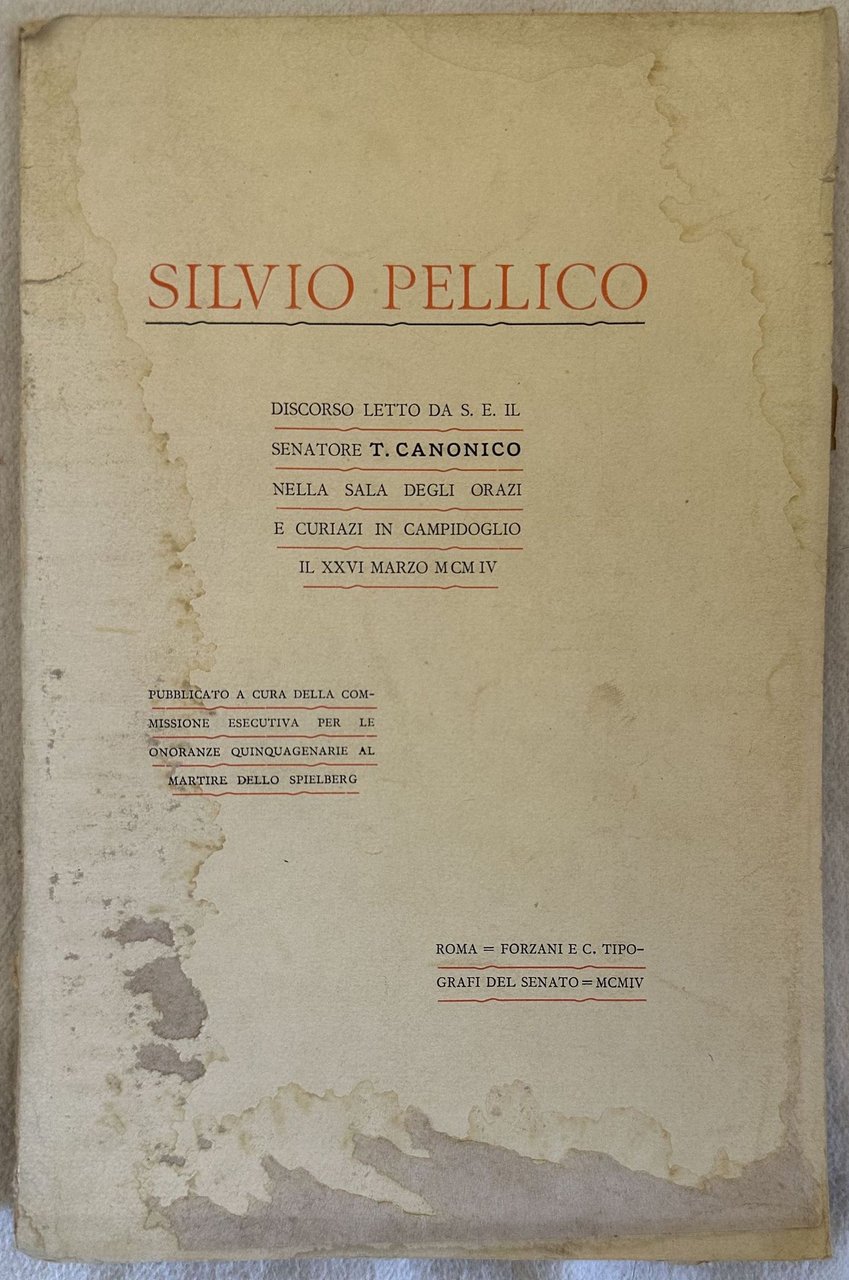 SILVIO PELLICO
DISCORSO LETTO DA S. E. IL
SENATORE T. CANONICO
NELLA SALA DEGLI ORAZI
E CURIAZI IN CAMPIDOGLIO
IL XXVI MARZO MCMIV
PUBBLICATO A CURA DELLA COM-
MISSIONE ESECUTIVA PER LE
ONORANZE QUINQUAGENARIE AL
MARTIRE DELLO SPIELBERG
ROMA = FORZANI E C. TIPO-
GRAFI DEL SENATO = MCMIV